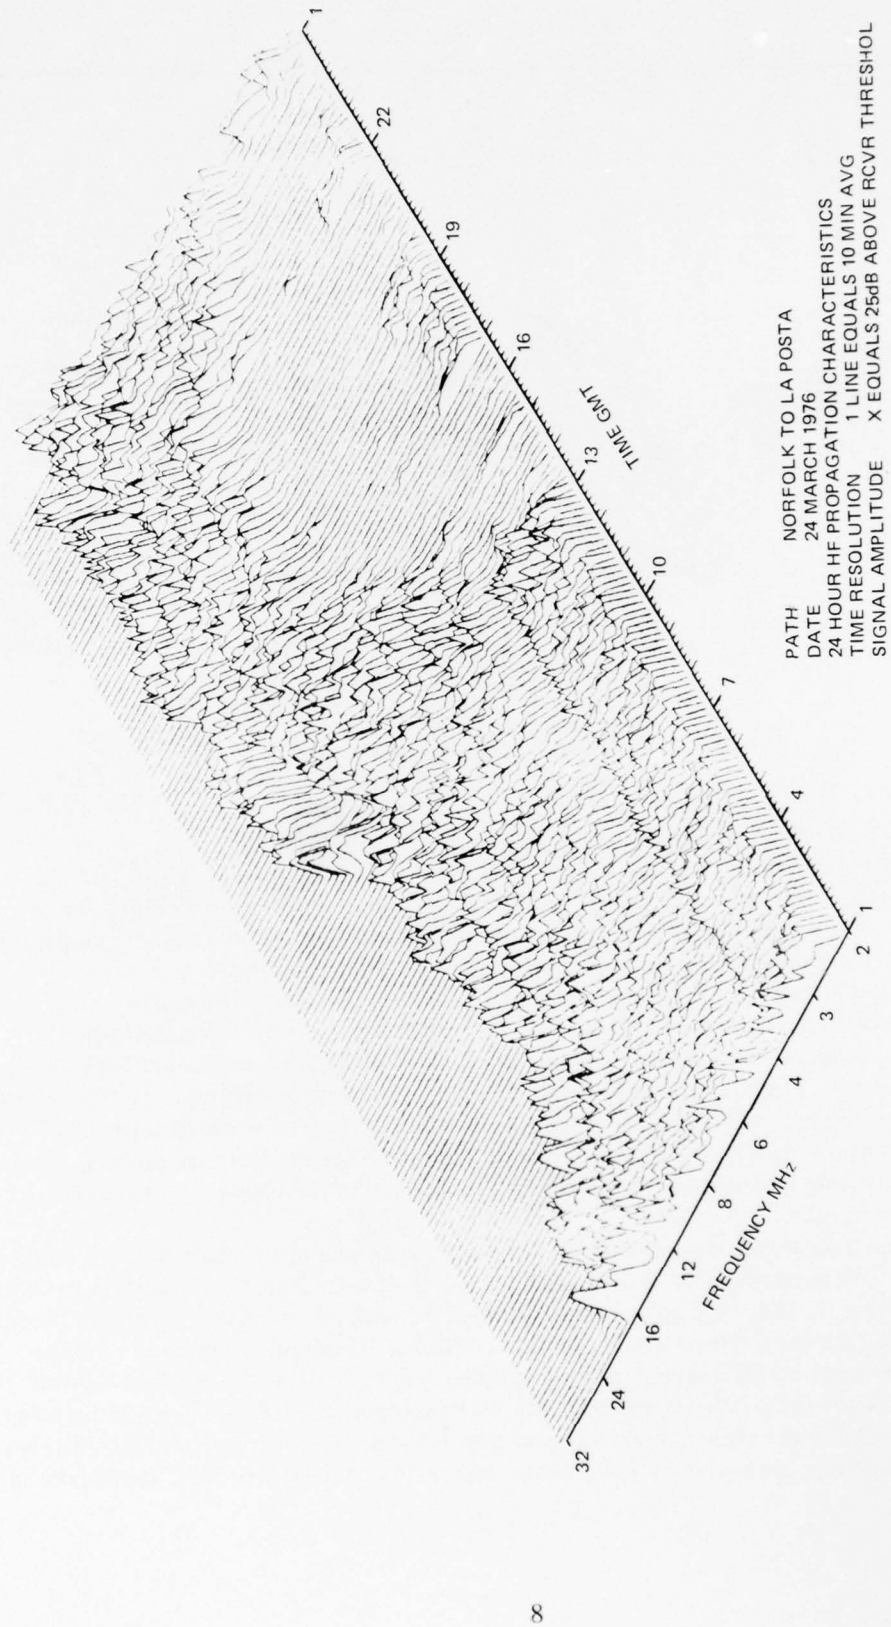 1
22
19
16
13
10
7
4
1
TIME GMT
2
3
4
6
8
12
16
24
32
FREQUENCY MHz
PATH NORFOLK TO LA POSTA
DATE 24 MARCH 1976
24 HOUR HF PROPAGATION CHARACTERISTICS
TIME RESOLUTION 1 LINE EQUALS 10 MIN AVG
SIGNAL AMPLITUDE X EQUALS 25dB ABOVE RCVR THRESHOL
8